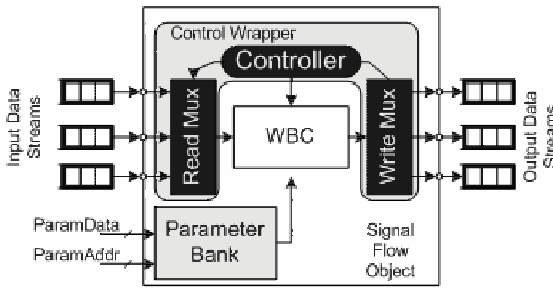 Control Wrapper
Controller
Input Data
Streams
Read Mux
WBC
Write Mux
Output Data
Streams
ParamData
ParamAddr
Parameter
Bank
Signal
Flow
Object